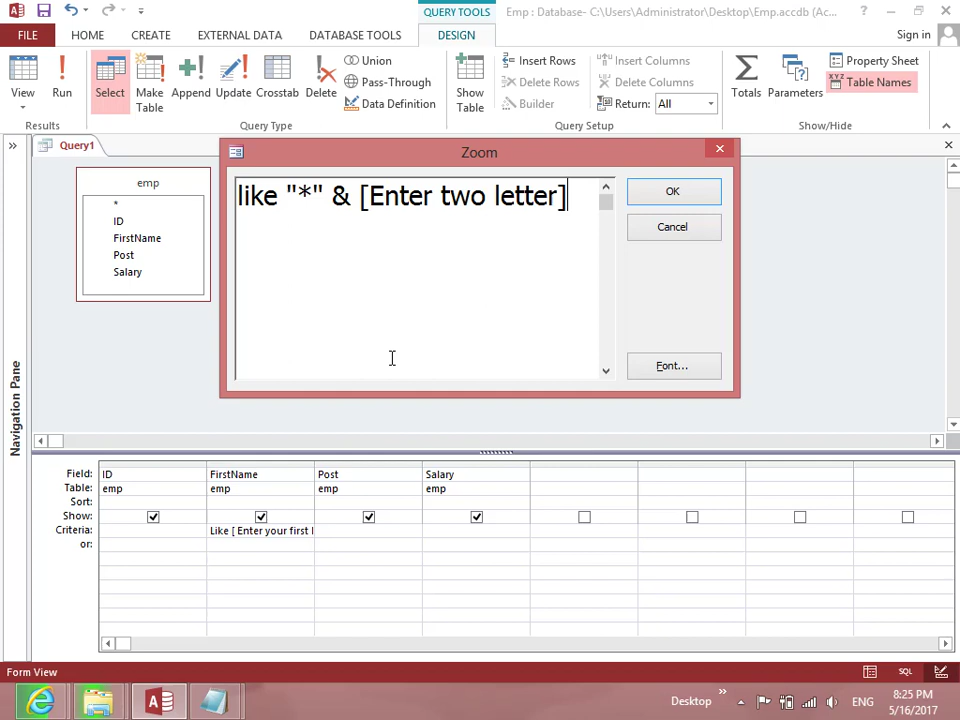 QUERY TOOLS
Emp : Database- C:\Users\Administrator\Desktop\Emp.accdb (Ac...
?
FILE HOME CREATE EXTERNAL DATA DATABASE TOOLS DESIGN Sign in
View
Run
Select
Make Table
Append
Update
Crosstab
Delete
Union
Pass-Through
Data Definition
Show Table
Insert Rows
Delete Rows
Builder
Insert Columns
Delete Columns
Return: All
Totals
Parameters
Property Sheet
XYZ Table Names
Results Query Type Query Setup Show/Hide
Query1
emp
*
ID
FirstName
Post
Salary
Zoom
like "*" & [Enter two letter]
OK
Cancel
Font...
Navigation Pane
Field: ID FirstName Post Salary
Table: emp emp emp emp
Sort:
Show:
Criteria: Like [ Enter your first l
or:
Form View
SQL
Desktop
ENG
8:25 PM
5/16/2017